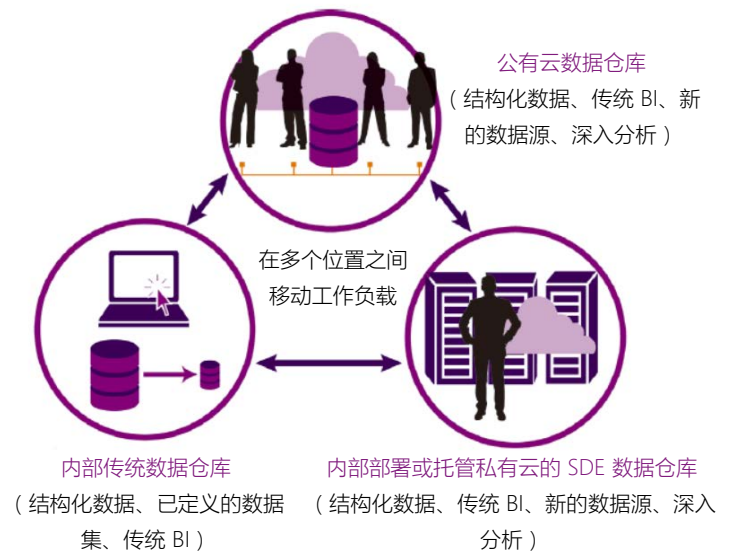 公有云数据仓库
（结构化数据、传统 BI、新
的数据源、深入分析）
在多个位置之间
移动工作负载
内部传统数据仓库
（结构化数据、已定义的数据
集、传统 BI）
内部部署或托管私有云的 SDE 数据仓库
（结构化数据、传统 BI、新的数据源、深入
分析）